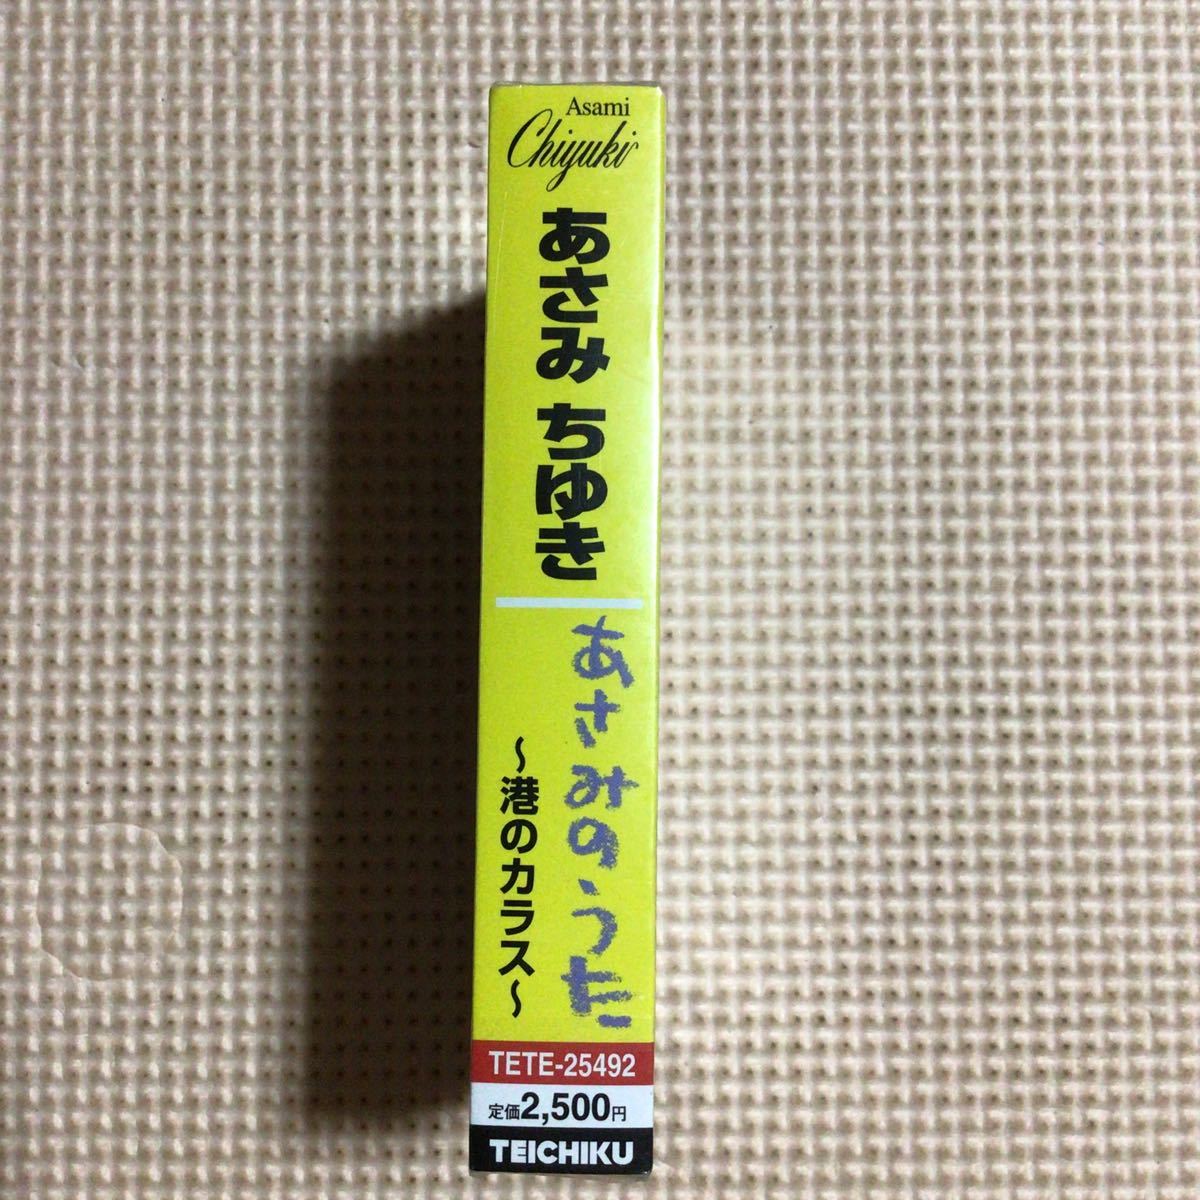 Asami
Chiyuki
あさみ ちゆき
あさみのうた
～港のカラス～
TETE-25492
定価2,500円
TEICHIKU